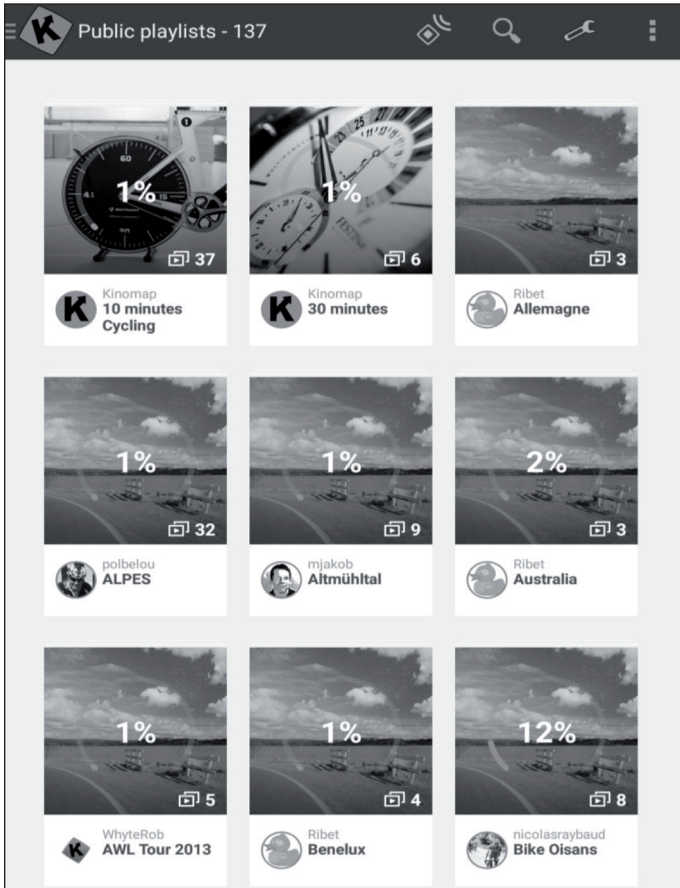 Public playlists - 137
1%
37
Kinomap
10 minutes
Cycling
1%
6
Kinomap
30 minutes
3
Ribet
Allemagne
1%
32
polbelou
ALPES
1%
9
mjakob
Altmühltal
2%
3
Ribet
Australia
1%
5
WhyteRob
AWL Tour 2013
1%
4
Ribet
Benelux
12%
8
nicolasraybaud
Bike Oisans